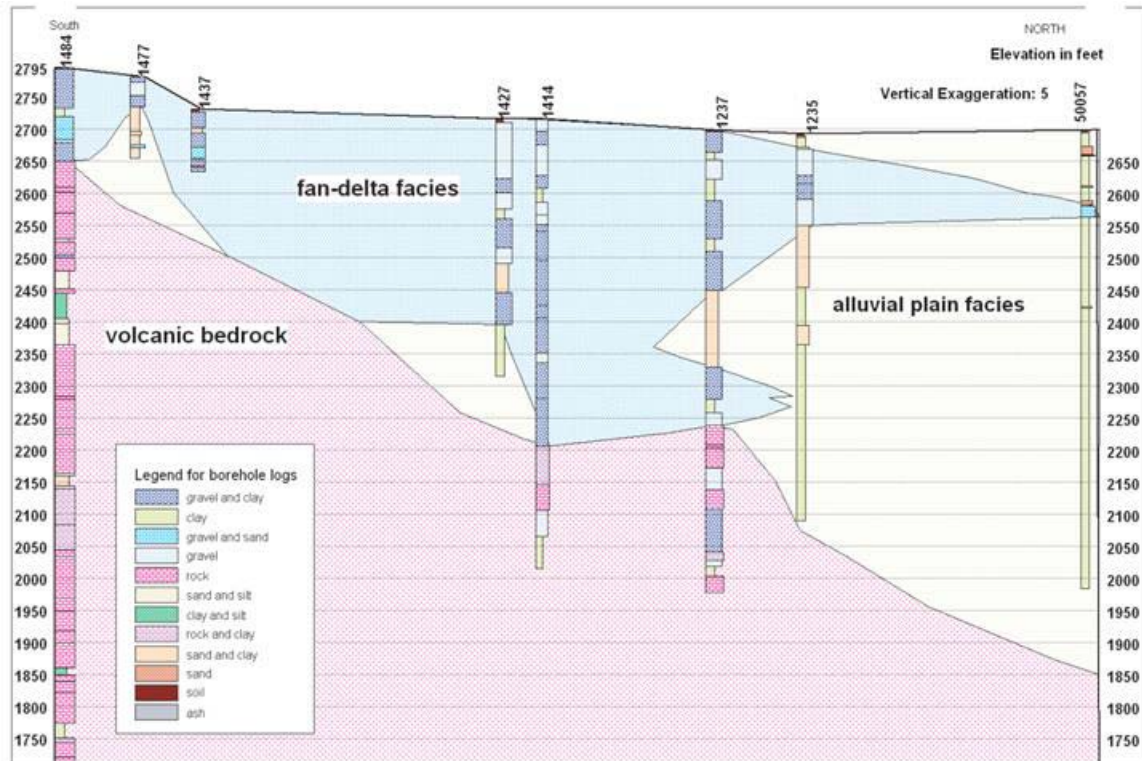 South
NORTH
Elevation in feet
Vertical Exaggeration: 5
1484
1477
1437
1427
1414
1237
1235
50057
2795
2750
2700
2650
2600
2550
2500
2450
2400
2350
2300
2250
2200
2150
2100
2050
2000
1950
1900
1850
1800
1750
2650
2600
2550
2500
2450
2400
2350
2300
2250
2200
2150
2100
2050
2000
1950
1900
1850
1800
1750
fan-delta facies
alluvial plain facies
volcanic bedrock
Legend for borehole logs
gravel and clay
clay
gravel and sand
gravel
rock
sand and silt
clay and silt
rock and clay
sand and clay
sand
soil
ash